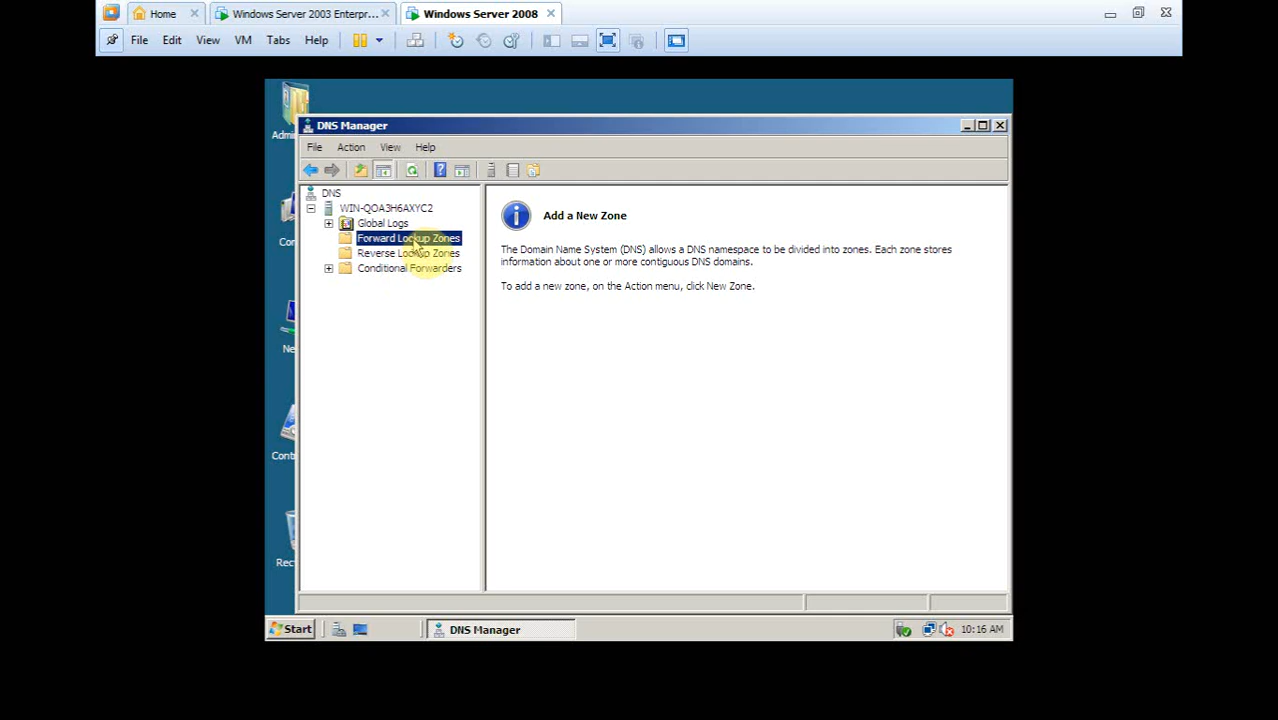 Home
Windows Server 2003 Enterpr...
Windows Server 2008
File Edit View VM Tabs Help
DNS Manager
File Action View Help
DNS
WIN-QOA3H6AXYC2
Global Logs
Forward Lookup Zones
Reverse Lookup Zones
Conditional Forwarders
Add a New Zone
The Domain Name System (DNS) allows a DNS namespace to be divided into zones. Each zone stores
information about one or more contiguous DNS domains.
To add a new zone, on the Action menu, click New Zone.
Start
DNS Manager
10:16 AM